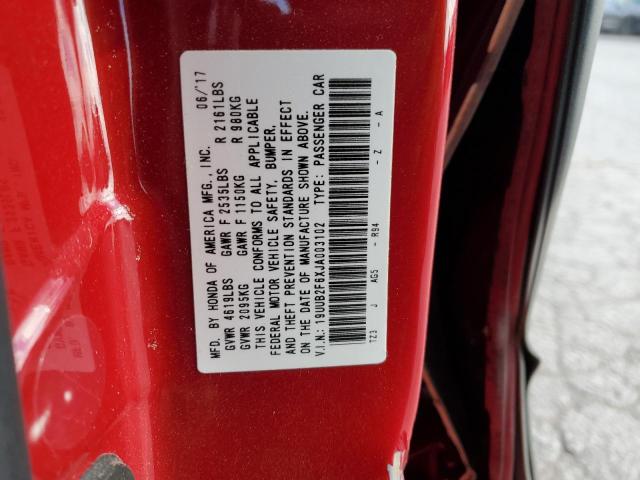 MFD. BY HONDA OF AMERICA MFG., INC. 06/'17
GVWR 4619LBS GAWR F 2535LBS R 2161LBS
GVWR 2095KG GAWR F 1150KG R 980KG
THIS VEHICLE CONFORMS TO ALL APPLICABLE
FEDERAL MOTOR VEHICLE SAFETY, BUMPER,
AND THEFT PREVENTION STANDARDS IN EFFECT
ON THE DATE OF MANUFACTURE SHOWN ABOVE.
V.I.N.: 19UUB2F6XJA003102 TYPE: PASSENGER CAR
TZ3 J AG5 - R94 - Z - A